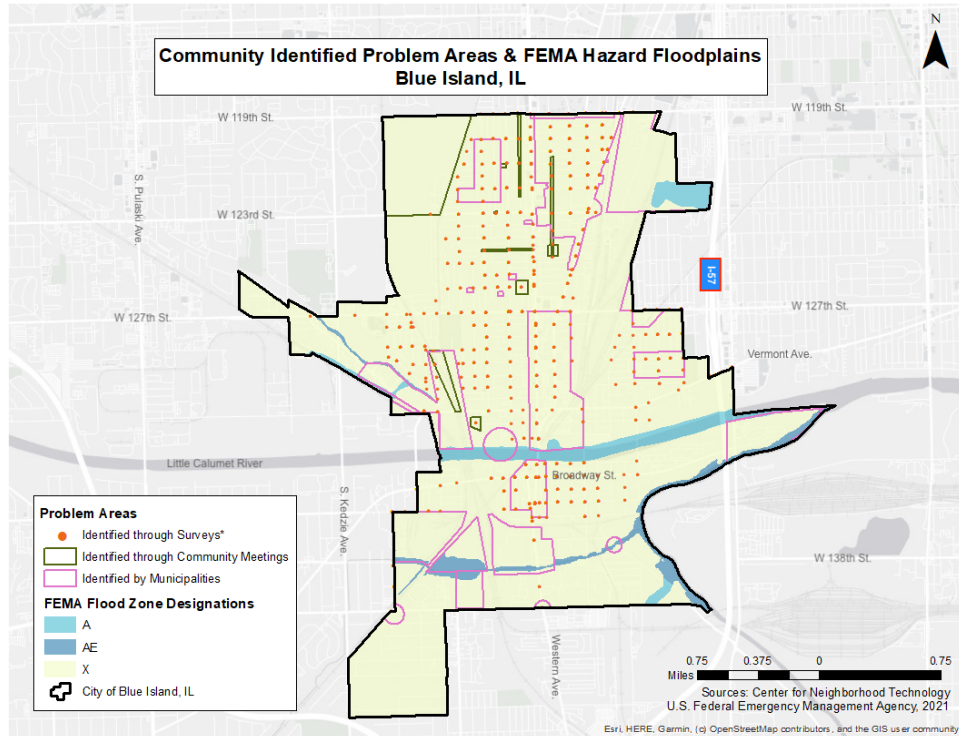 Community Identified Problem Areas & FEMA Hazard Floodplains
Blue Island, IL
N
W 119th St.
W 119th St.
S. Pulaski Ave.
W 123rd St.
I-57
W 127th St.
W 127th St.
Vermont Ave.
Little Calumet River
Broadway St.
S. Kedzie Ave.
W 138th St.
Western Ave.
Problem Areas
Identified through Surveys*
Identified through Community Meetings
Identified by Municipalities
FEMA Flood Zone Designations
A
AE
X
City of Blue Island, IL
0.75 0.375 0 0.75
Miles
Sources: Center for Neighborhood Technology
U.S. Federal Emergency Management Agency, 2021
Esri, HERE, Garmin, (c) OpenStreetMap contributors, and the GIS user community